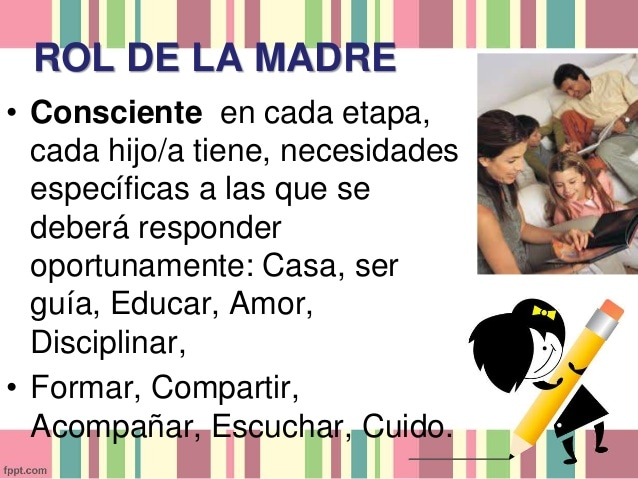 ROL DE LA MADRE
• Consciente en cada etapa,
cada hijo/a tiene, necesidades
específicas a las que se
deberá responder
oportunamente: Casa, ser
guía, Educar, Amor,
Disciplinar,
• Formar, Compartir,
Acompañar, Escuchar, Cuido.
fppt.com